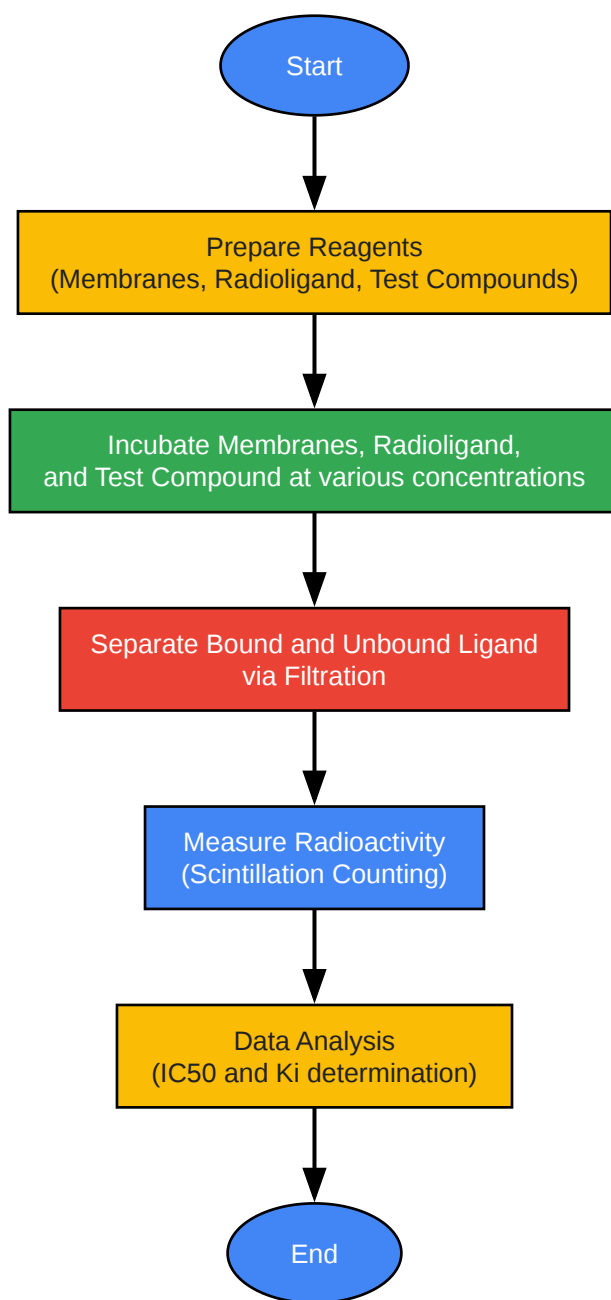 Start
Prepare Reagents
(Membranes, Radioligand, Test Compounds)
Incubate Membranes, Radioligand,
and Test Compound at various concentrations
Separate Bound and Unbound Ligand
via Filtration
Measure Radioactivity
(Scintillation Counting)
Data Analysis
(IC50 and Ki determination)
End